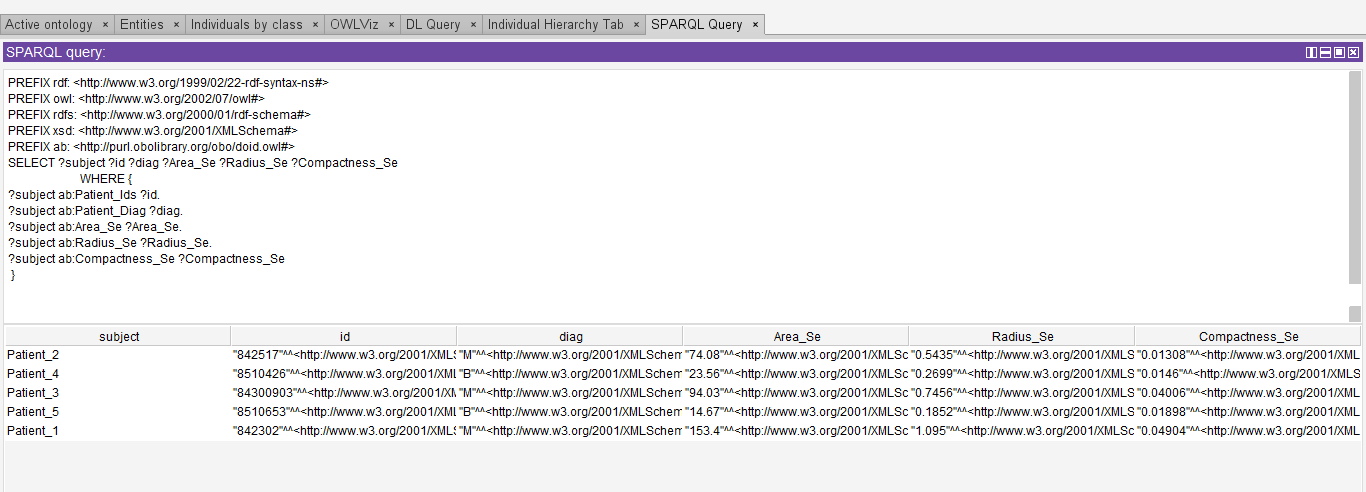 Active ontology × Entities × Individuals by class × OWLViz × DL Query × Individual Hierarchy Tab × SPARQL Query ×
SPARQL query:
PREFIX rdf: <http://www.w3.org/1999/02/22-rdf-syntax-ns#>
PREFIX owl: <http://www.w3.org/2002/07/owl#>
PREFIX rdfs: <http://www.w3.org/2000/01/rdf-schema#>
PREFIX xsd: <http://www.w3.org/2001/XMLSchema#>
PREFIX ab: <http://purl.obolibrary.org/obo/doid.owl#>
SELECT ?subject ?id ?diag ?Area_Se ?Radius_Se ?Compactness_Se
WHERE {
?subject ab:Patient_Ids ?id.
?subject ab:Patient_Diag ?diag.
?subject ab:Area_Se ?Area_Se.
?subject ab:Radius_Se ?Radius_Se.
?subject ab:Compactness_Se ?Compactness_Se
}
subject id diag Area_Se Radius_Se Compactness_Se
Patient_2 "842517"^^<http://www.w3.org/2001/XMLS "M"^^<http://www.w3.org/2001/XMLSchem "74.08"^^<http://www.w3.org/2001/XMLSc "0.5435"^^<http://www.w3.org/2001/XMLS "0.01308"^^<http://www.w3.org/2001/XML
Patient_4 "8510426"^^<http://www.w3.org/2001/XML "B"^^<http://www.w3.org/2001/XMLSchem "23.56"^^<http://www.w3.org/2001/XMLSc "0.2699"^^<http://www.w3.org/2001/XMLS "0.0146"^^<http://www.w3.org/2001/XMLS
Patient_3 "84300903"^^<http://www.w3.org/2001/XM "M"^^<http://www.w3.org/2001/XMLSchem "94.03"^^<http://www.w3.org/2001/XMLSc "0.7456"^^<http://www.w3.org/2001/XMLS "0.04006"^^<http://www.w3.org/2001/XML
Patient_5 "8510653"^^<http://www.w3.org/2001/XML "B"^^<http://www.w3.org/2001/XMLSchem "14.67"^^<http://www.w3.org/2001/XMLSc "0.1852"^^<http://www.w3.org/2001/XMLS "0.01898"^^<http://www.w3.org/2001/XML
Patient_1 "842302"^^<http://www.w3.org/2001/XMLS "M"^^<http://www.w3.org/2001/XMLSchem "153.4"^^<http://www.w3.org/2001/XMLSc "1.095"^^<http://www.w3.org/2001/XMLSc "0.04904"^^<http://www.w3.org/2001/XML